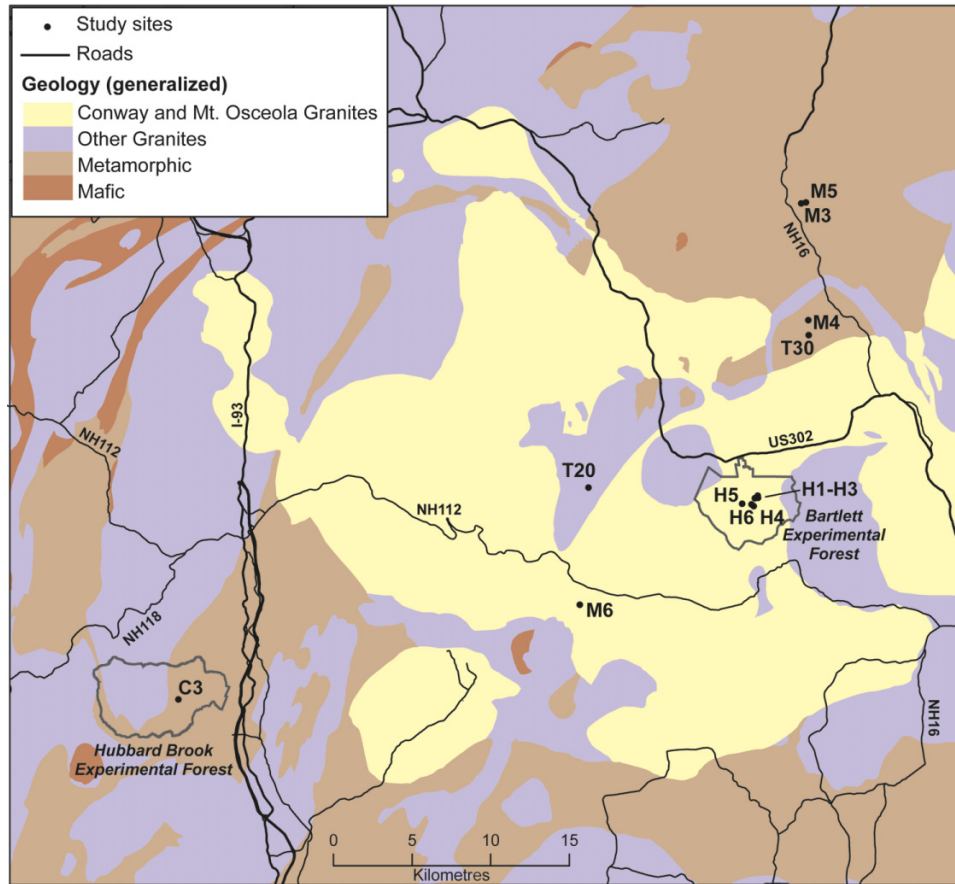 Study sites
Roads
Geology (generalized)
Conway and Mt. Osceola Granites
Other Granites
Metamorphic
Mafic
M5
M3
NH16
M4
T30
I-93
NH112
US302
T20
H5
H1-H3
H6
H4
NH112
Bartlett
Experimental
Forest
M6
NH118
C3
NH16
Hubbard Brook
Experimental Forest
0
5
10
15
Kilometres